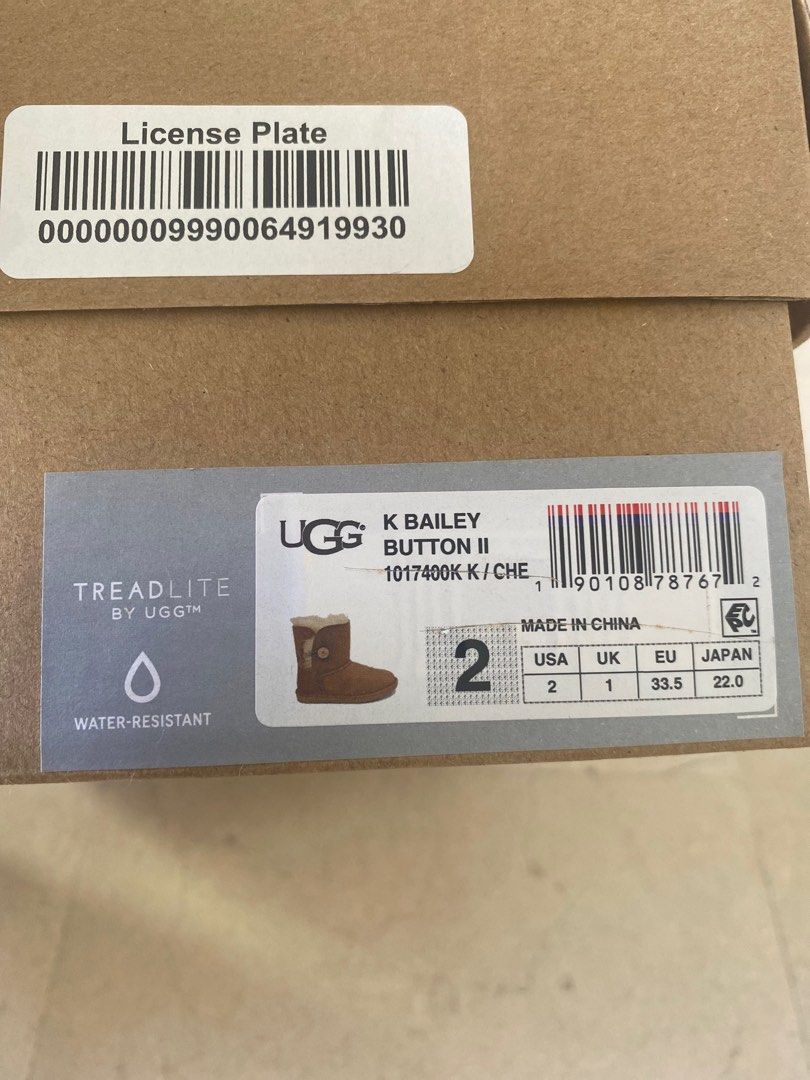 License Plate
00000009990064919930
TREADLITE
BY UGG™
WATER-RESISTANT
UGG®
K BAILEY
BUTTON II
1017400K K / CHE
1 90108 78767 2
MADE IN CHINA
EPC
2
USA UK EU JAPAN
2 1 33.5 22.0